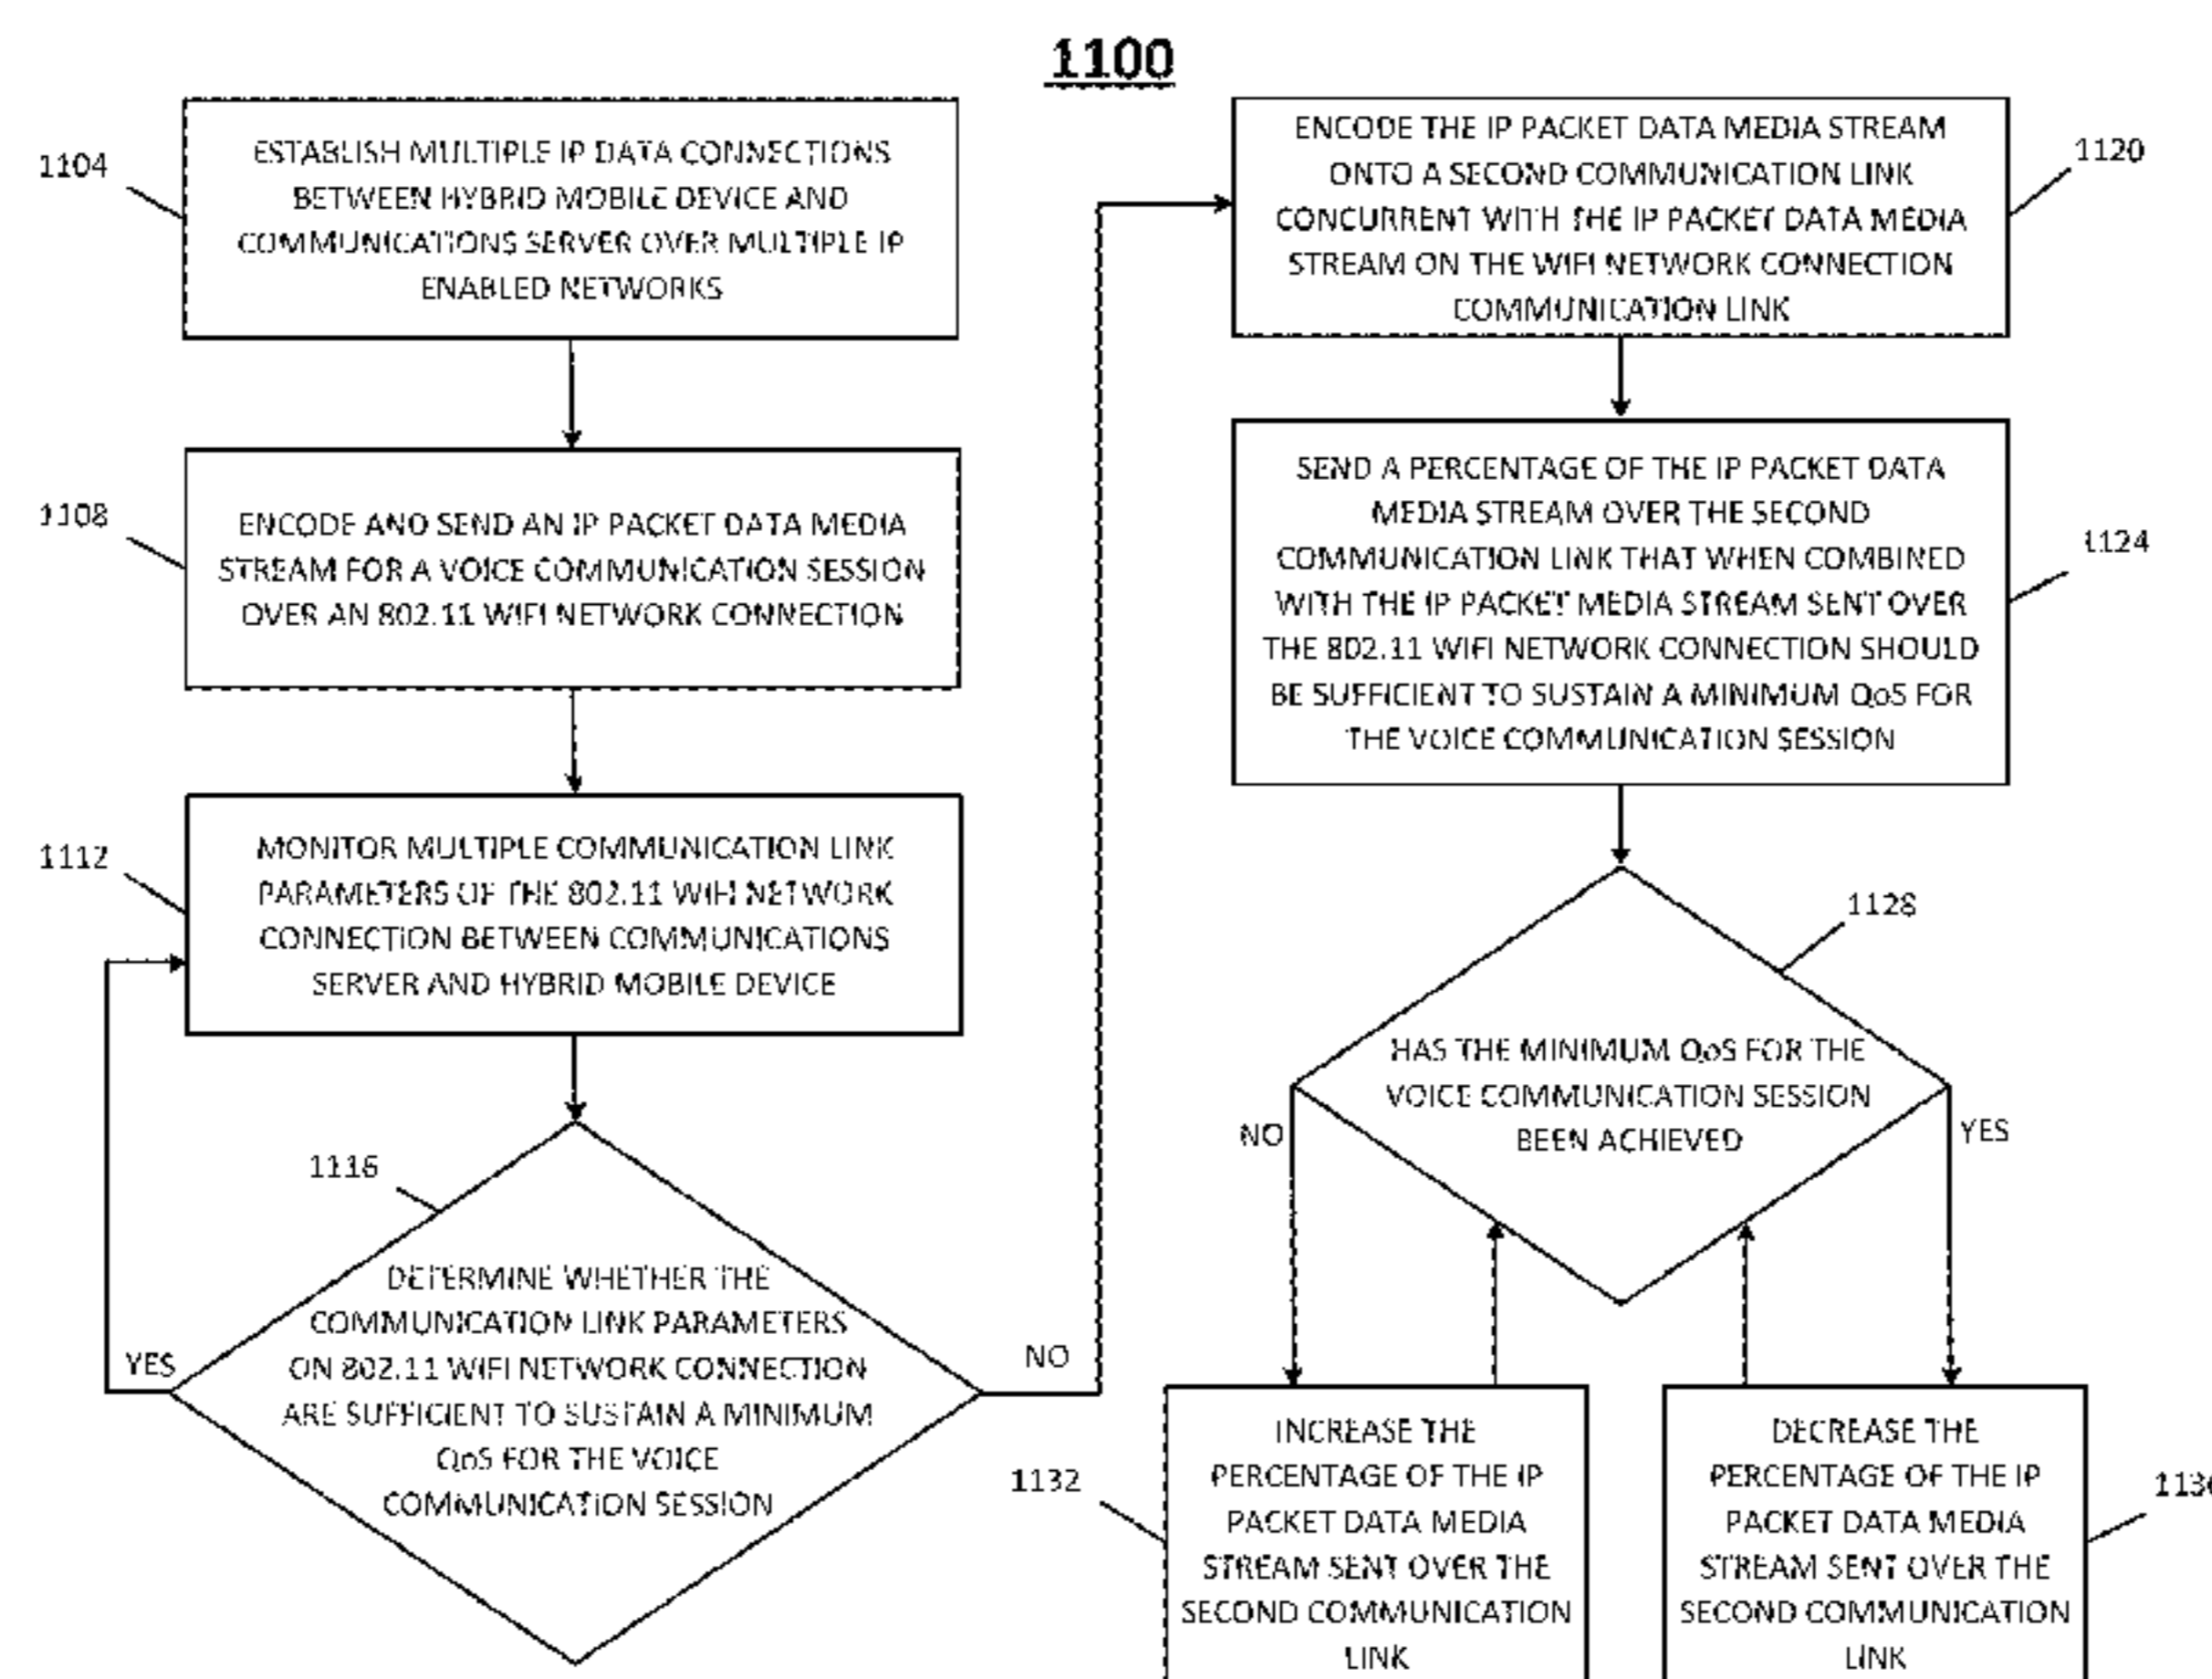 1100
1104
ESTABLISH MULTIPLE IP DATA CONNECTIONS
BETWEEN HYBRID MOBILE DEVICE AND
COMMUNICATIONS SERVER OVER MULTIPLE IP
ENABLED NETWORKS
1108
ENCODE AND SEND AN IP PACKET DATA MEDIA
STREAM FOR A VOICE COMMUNICATION SESSION
OVER AN 802.11 WIFI NETWORK CONNECTION
1112
MONITOR MULTIPLE COMMUNICATION LINK
PARAMETERS OF THE 802.11 WIFI NETWORK
CONNECTION BETWEEN COMMUNICATIONS
SERVER AND HYBRID MOBILE DEVICE
1116
DETERMINE WHETHER THE
COMMUNICATION LINK PARAMETERS
ON 802.11 WIFI NETWORK CONNECTION
ARE SUFFICIENT TO SUSTAIN A MINIMUM
QoS FOR THE VOICE
COMMUNICATION SESSION
YES
NO
ENCODE THE IP PACKET DATA MEDIA STREAM
ONTO A SECOND COMMUNICATION LINK
CONCURRENT WITH THE IP PACKET DATA MEDIA
STREAM ON THE WIFI NETWORK CONNECTION
COMMUNICATION LINK
1120
SEND A PERCENTAGE OF THE IP PACKET DATA
MEDIA STREAM OVER THE SECOND
COMMUNICATION LINK THAT WHEN COMBINED
WITH THE IP PACKET MEDIA STREAM SENT OVER
THE 802.11 WIFI NETWORK CONNECTION SHOULD
BE SUFFICIENT TO SUSTAIN A MINIMUM QoS FOR
THE VOICE COMMUNICATION SESSION
1124
1128
HAS THE MINIMUM QoS FOR THE
VOICE COMMUNICATION SESSION
BEEN ACHIEVED
NO
YES
1132
INCREASE THE
PERCENTAGE OF THE IP
PACKET DATA MEDIA
STREAM SENT OVER THE
SECOND COMMUNICATION
LINK
DECREASE THE
PERCENTAGE OF THE IP
PACKET DATA MEDIA
STREAM SENT OVER THE
SECOND COMMUNICATION
LINK